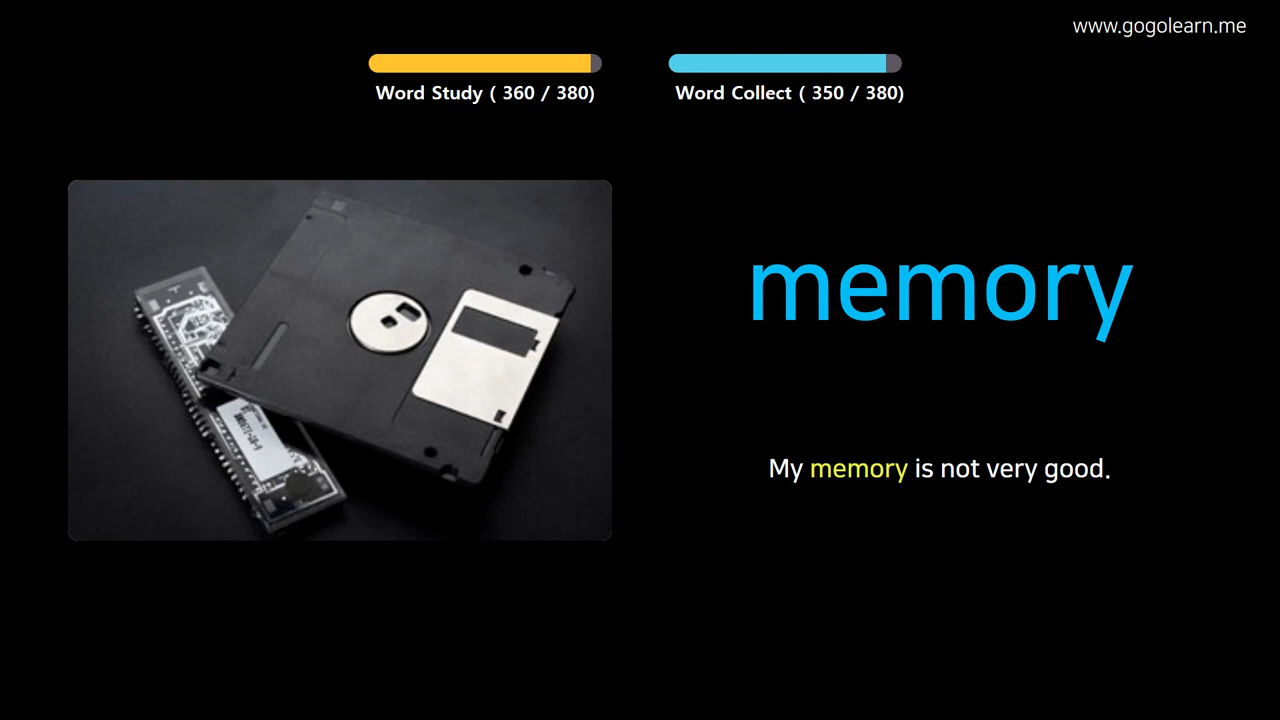 www.gogolearn.me
Word Study ( 360 / 380)
Word Collect ( 350 / 380)
memory
My memory is not very good.